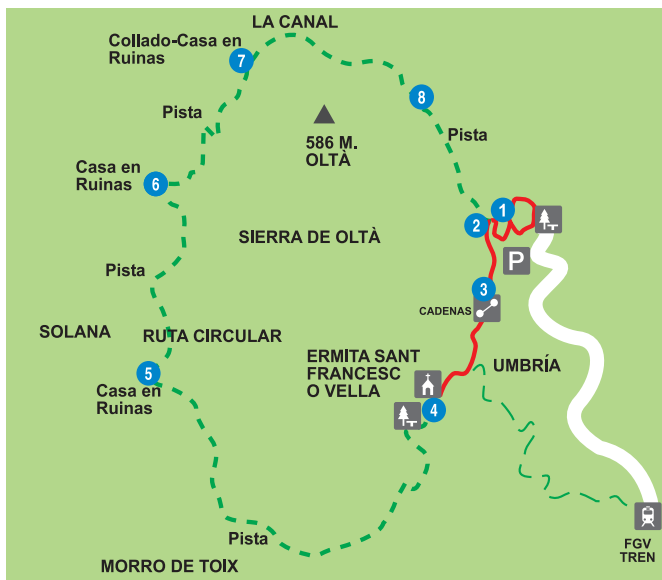 LA CANAL
Collado-Casa en
Ruinas
7
8
Pista
Pista
586 M.
OLTÀ
Casa en
Ruinas
6
1
2
SIERRA DE OLTÀ
P
Pista
3
CADENAS
SOLANA
RUTA CIRCULAR
ERMITA SANT
FRANCESC
O VELLA
UMBRÍA
5
Casa en
Ruinas
4
Pista
MORRO DE TOIX
FGV
TREN